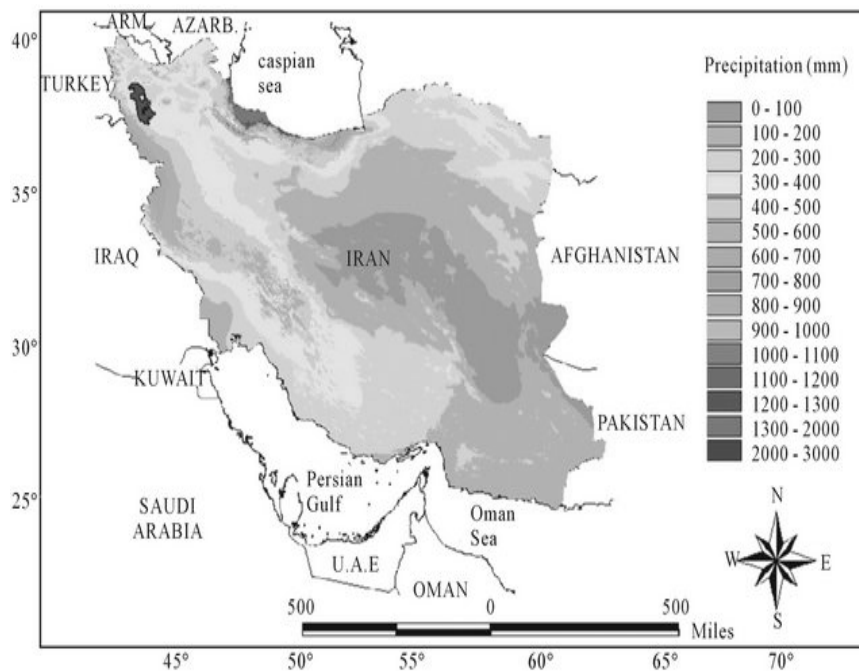 ARM.
AZARB.
40°
caspian
sea
TURKEY
35°
IRAQ
IRAN
AFGHANISTAN
30°
KUWAIT
PAKISTAN
Persian
Gulf
25°
SAUDI
ARABIA
Oman
Sea
U.A.E
OMAN
500
0
500
Miles
45°
50°
55°
60°
65°
70°
Precipitation (mm)
0 - 100
100 - 200
200 - 300
300 - 400
400 - 500
500 - 600
600 - 700
700 - 800
800 - 900
900 - 1000
1000 - 1100
1100 - 1200
1200 - 1300
1300 - 2000
2000 - 3000
N
W
E
S